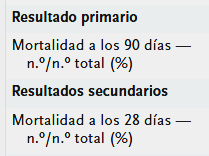 Resultado primario
Mortalidad a los 90 días —
n.º/n.º total (%)
Resultados secundarios
Mortalidad a los 28 días —
n.º/n.º total (%)